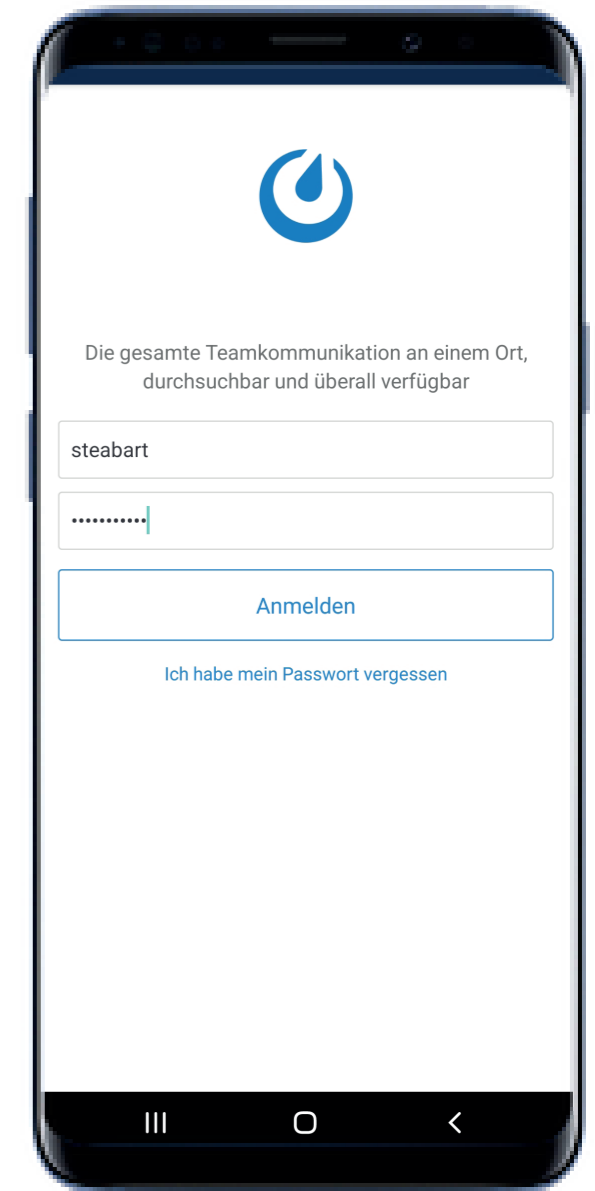 Die gesamte Teamkommunikation an einem Ort,
durchsuchbar und überall verfügbar
steabart
•••••••••••
Anmelden
Ich habe mein Passwort vergessen